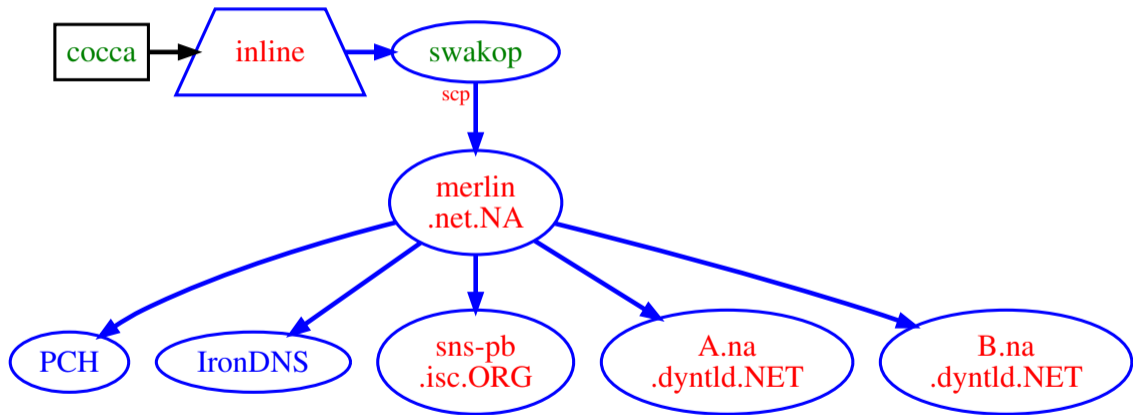 cocca
inline
swakop
scp
merlin
.net.NA
PCH
IronDNS
sns-pb
.isc.ORG
A.na
.dyntld.NET
B.na
.dyntld.NET